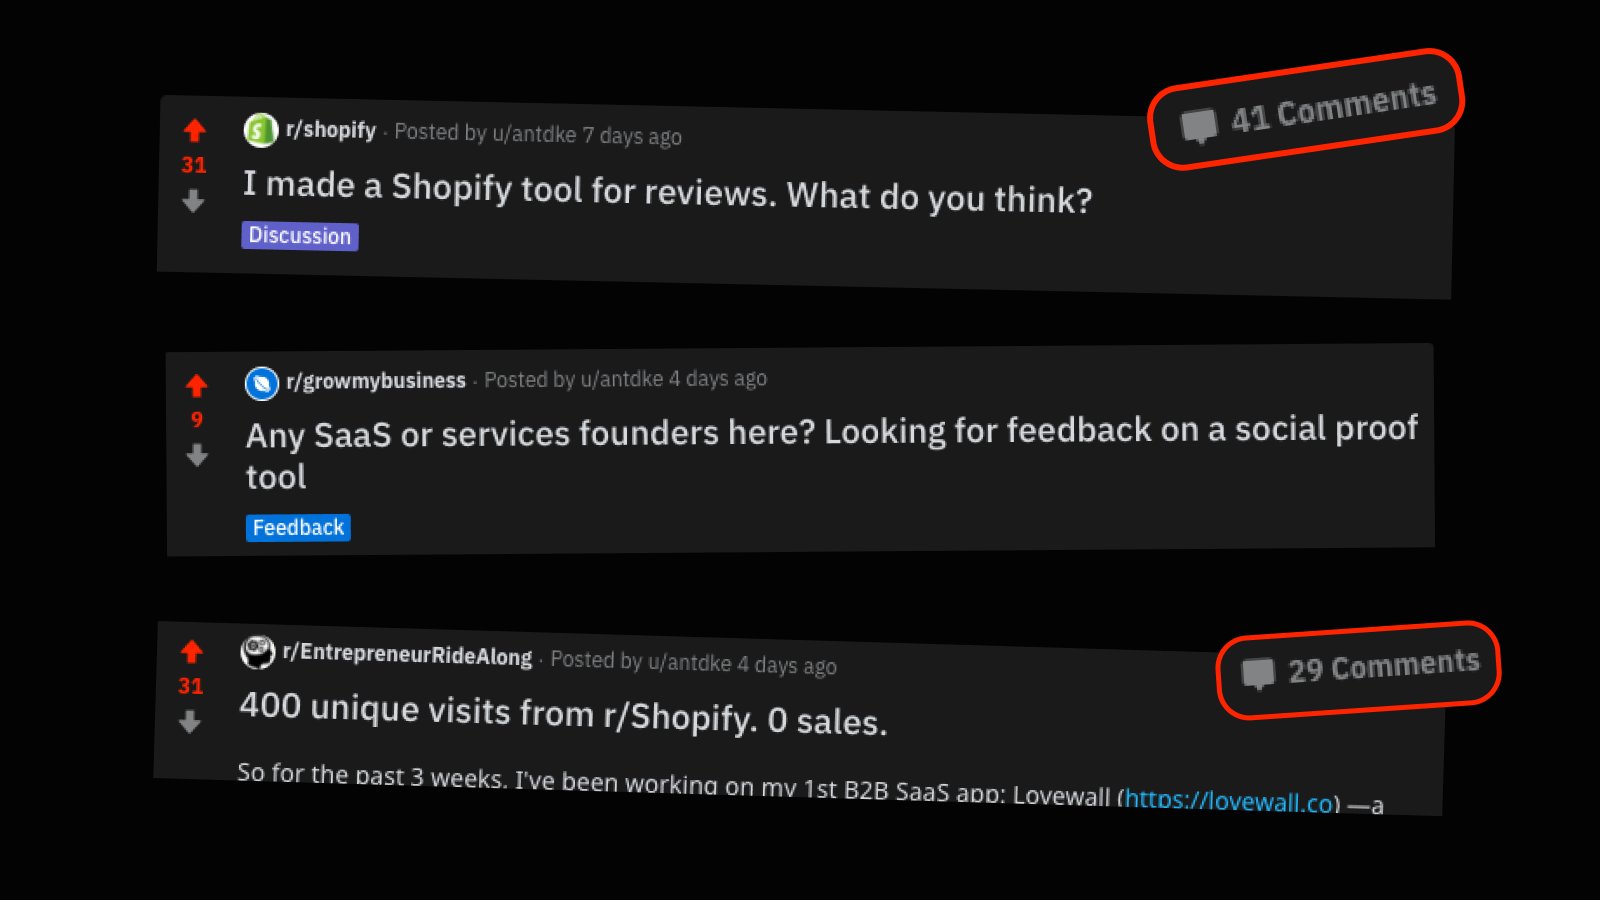 41 Comments
r/shopify · Posted by u/antdke 7 days ago
31
I made a Shopify tool for reviews. What do you think?
Discussion
r/growmybusiness · Posted by u/antdke 4 days ago
9
Any SaaS or services founders here? Looking for feedback on a social proof
tool
Feedback
29 Comments
r/EntrepreneurRideAlong · Posted by u/antdke 4 days ago
31
400 unique visits from r/Shopify. 0 sales.
So for the past 3 weeks, I've been working on my 1st B2B SaaS app: Lovewall (https://lovewall.co) —a